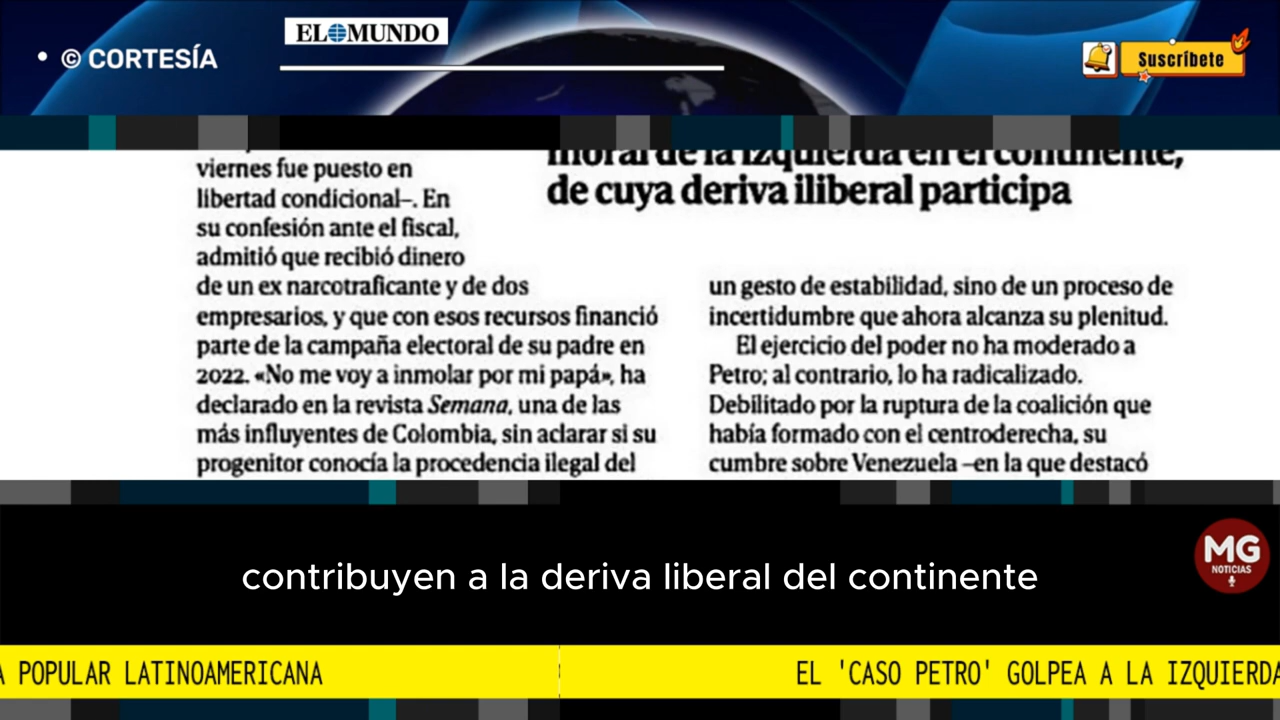 • © CORTESÍA
EL MUNDO
Suscríbete
viernes fue puesto en
libertad condicional–. En
su confesión ante el fiscal,
admitió que recibió dinero
de un ex narcotraficante y de dos
empresarios, y que con esos recursos financió
parte de la campaña electoral de su padre en
2022. «No me voy a inmolar por mi papá», ha
declarado en la revista Semana, una de las
más influyentes de Colombia, sin aclarar si su
progenitor conocía la procedencia ilegal del
moral de la izquierda en el continente,
de cuya deriva iliberal participa
un gesto de estabilidad, sino de un proceso de
incertidumbre que ahora alcanza su plenitud.
El ejercicio del poder no ha moderado a
Petro; al contrario, lo ha radicalizado.
Debilitado por la ruptura de la coalición que
había formado con el centroderecha, su
cumbre sobre Venezuela –en la que destacó
contribuyen a la deriva liberal del continente
MG
NOTICIAS
A POPULAR LATINOAMERICANA
EL 'CASO PETRO' GOLPEA A LA IZQUIERDA